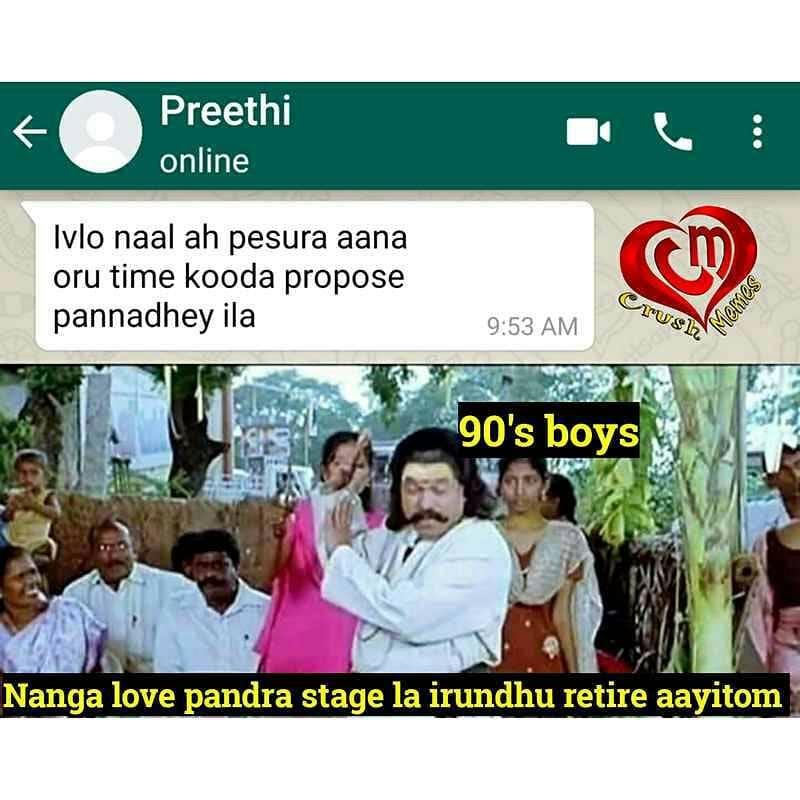 Preethi
online
Ivlo naal ah pesura aana
oru time kooda propose
pannadhey ila
9:53 AM
cm
Crush Memes
90's boys
Nanga love pandra stage la irundhu retire aayitom